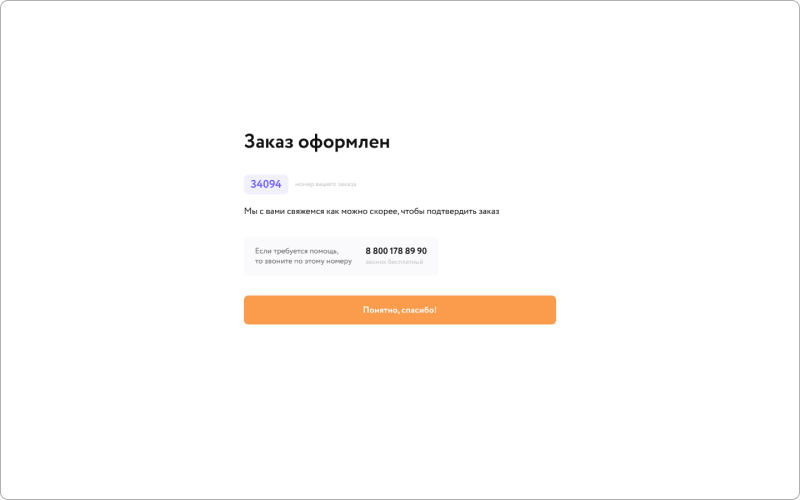 Заказ оформлен
34094 номер вашего заказа
Мы с вами свяжемся как можно скорее, чтобы подтвердить заказ
Если требуется помощь,
то звоните по этому номеру
8 800 178 89 90
звонок бесплатный
Понятно, спасибо!